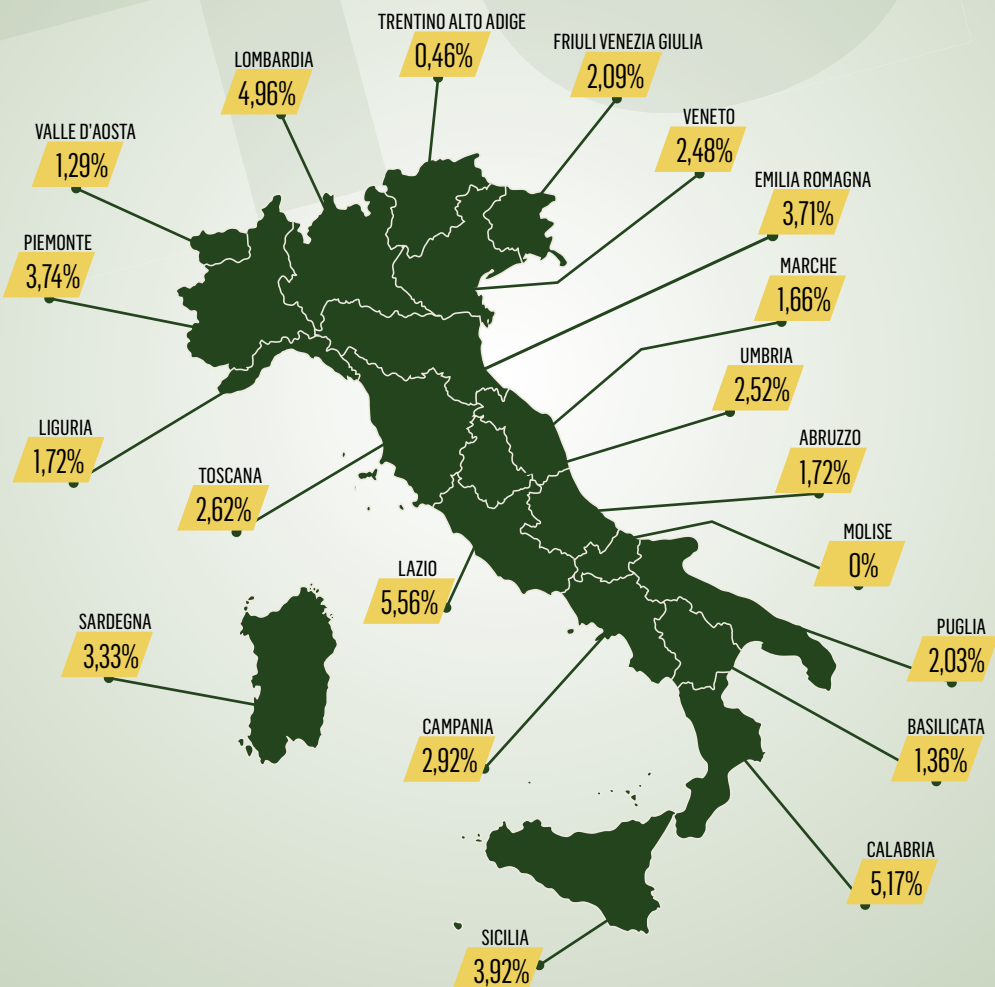 TRENTINO ALTO ADIGE
0,46%
FRIULI VENEZIA GIULIA
2,09%
LOMBARDIA
4,96%
VENETO
2,48%
VALLE D'AOSTA
1,29%
EMILIA ROMAGNA
3,71%
PIEMONTE
3,74%
MARCHE
1,66%
UMBRIA
2,52%
LIGURIA
1,72%
ABRUZZO
1,72%
TOSCANA
2,62%
MOLISE
0%
LAZIO
5,56%
SARDEGNA
3,33%
PUGLIA
2,03%
CAMPANIA
2,92%
BASILICATA
1,36%
CALABRIA
5,17%
SICILIA
3,92%